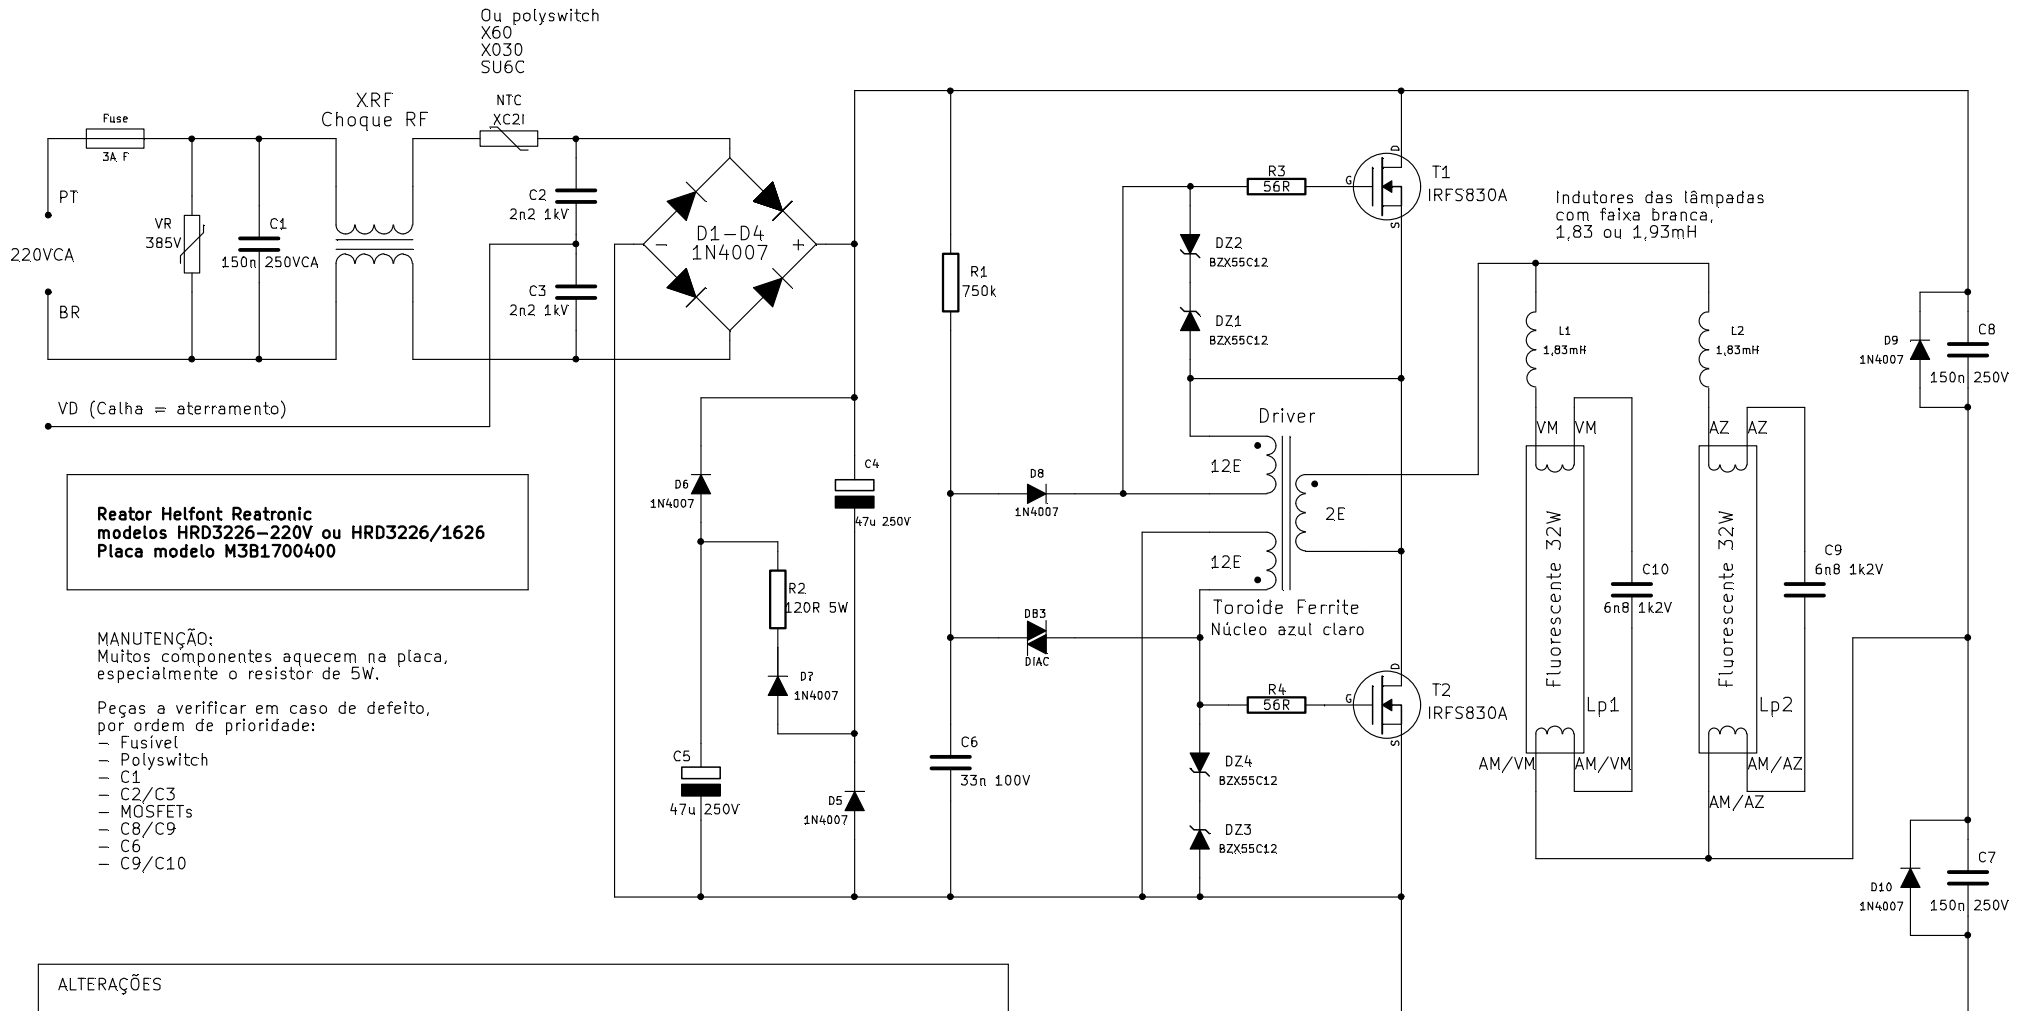 Ou polyswitch
X60
X030
SU6C
NTC
XC21
XRF
Choque RF
Fuse
3A F
PT
220VCA
BR
VR
385V
C1
150n 250VCA
C2
2n2 1kV
C3
2n2 1kV
D1-D4
1N4007
-
+
VD (Calha = aterramento)
Reator Helfont Reatronic
modelos HRD3226-220V ou HRD3226/1626
Placa modelo M3B1700400
MANUTENÇÃO:
Muitos componentes aquecem na placa,
especialmente o resistor de 5W.
Peças a verificar em caso de defeito,
por ordem de prioridade:
- Fusível
- Polyswitch
- C1
- C2/C3
- MOSFETs
- C8/C9
- C6
- C9/C10
ALTERAÇÕES
D6
1N4007
C4
47u 250V
R2
120R 5W
D7
1N4007
C5
47u 250V
D5
1N4007
R1
750k
D8
1N4007
DB3
DIAC
C6
33n 100V
R3
56R
G
D
S
T1
IRFS830A
DZ2
BZX55C12
DZ1
BZX55C12
Driver
12E
2E
12E
Toroide Ferrite
Núcleo azul claro
R4
56R
G
D
S
T2
IRFS830A
DZ4
BZX55C12
DZ3
BZX55C12
Indutores das lâmpadas
com faixa branca,
1,83 ou 1,93mH
L1
1,83mH
L2
1,83mH
VM
VM
AZ
AZ
Fluorescente 32W
Fluorescente 32W
C10
6n8 1k2V
C9
6n8 1k2V
Lp1
Lp2
AM/VM
AM/VM
AM/AZ
AM/AZ
D9
1N4007
C8
150n 250V
D10
1N4007
C7
150n 250V